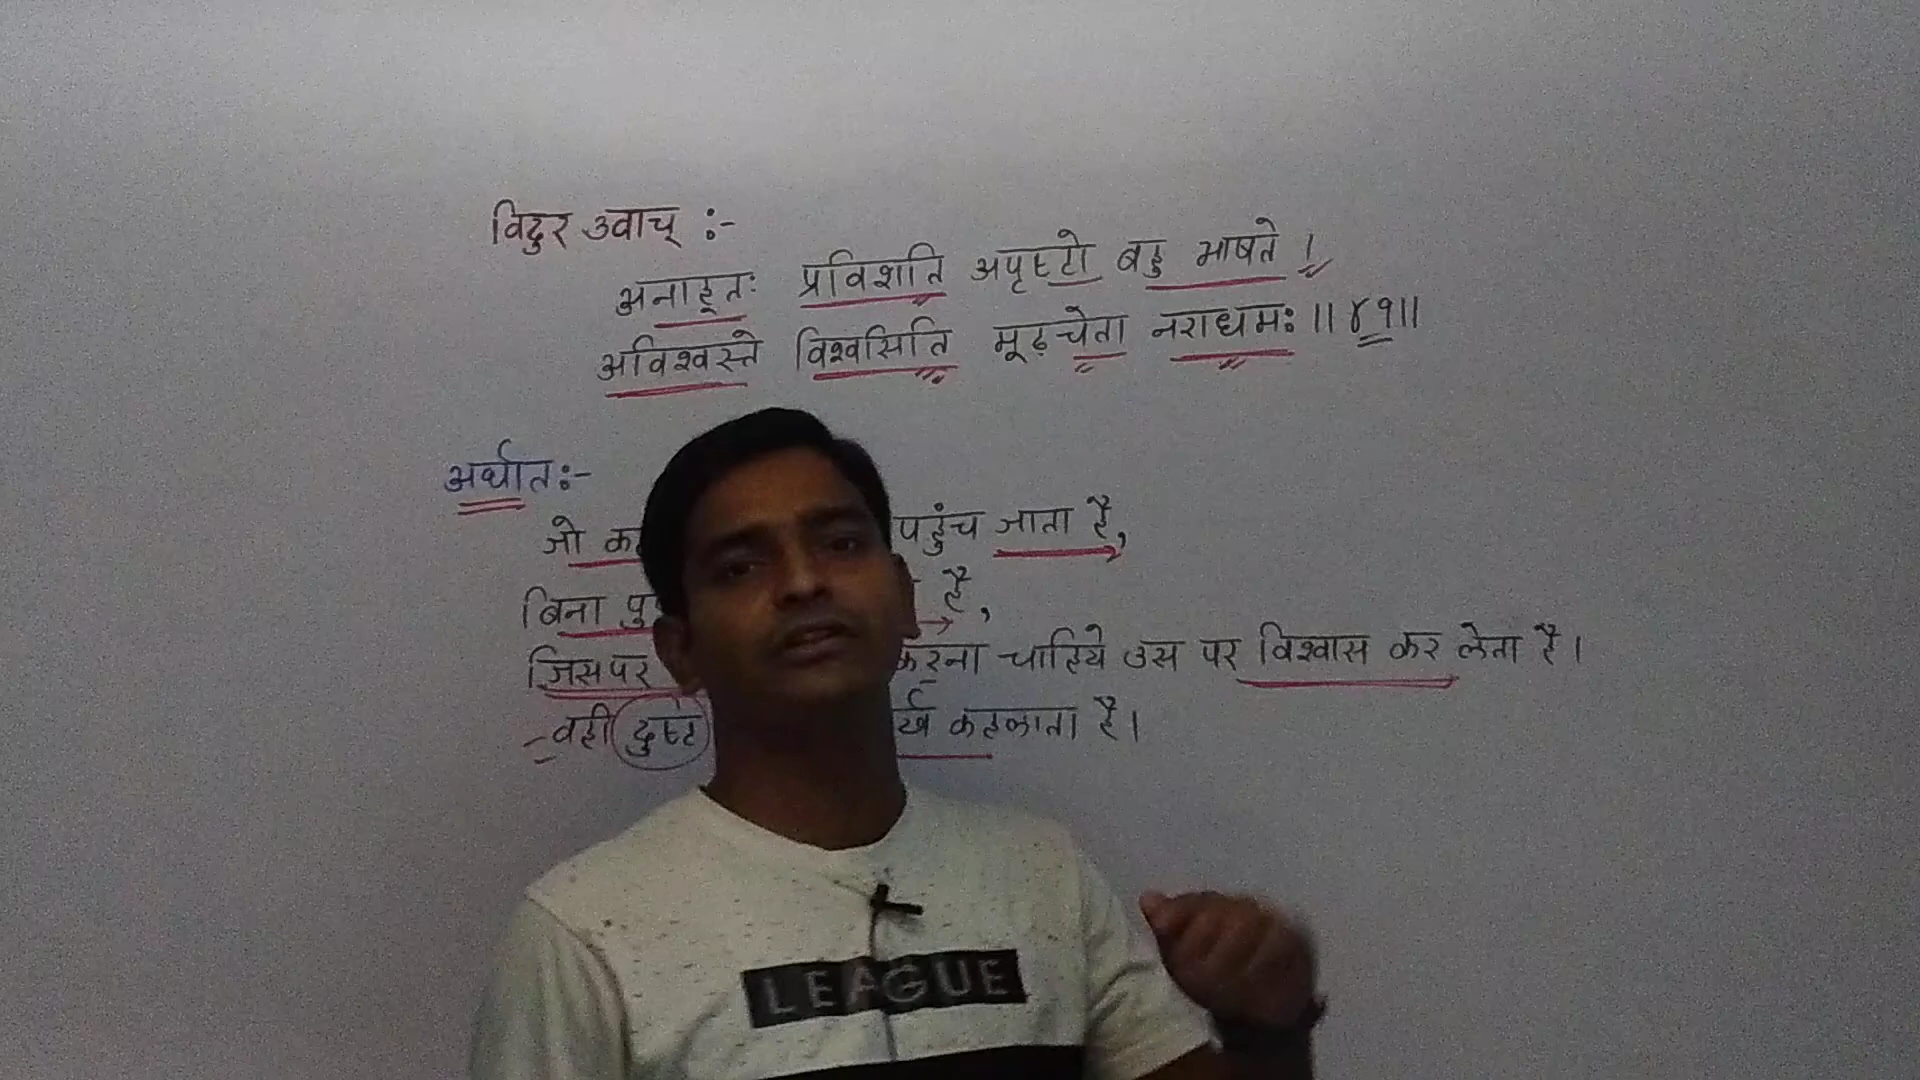 विदुर उवाच् :-
अनाहूतः प्रविशति अपृष्टो बहु भाषते ।
अविश्वस्ते विश्वसिति मूढ़चेता नराधमः ॥४१॥
अर्थात:-
जो पहुंच जाता है,
बिना है,
जिसपर करना चाहिये उस पर विश्वास कर लेता है।
-वही दुष्ट कहलाता है।
LEAGUE